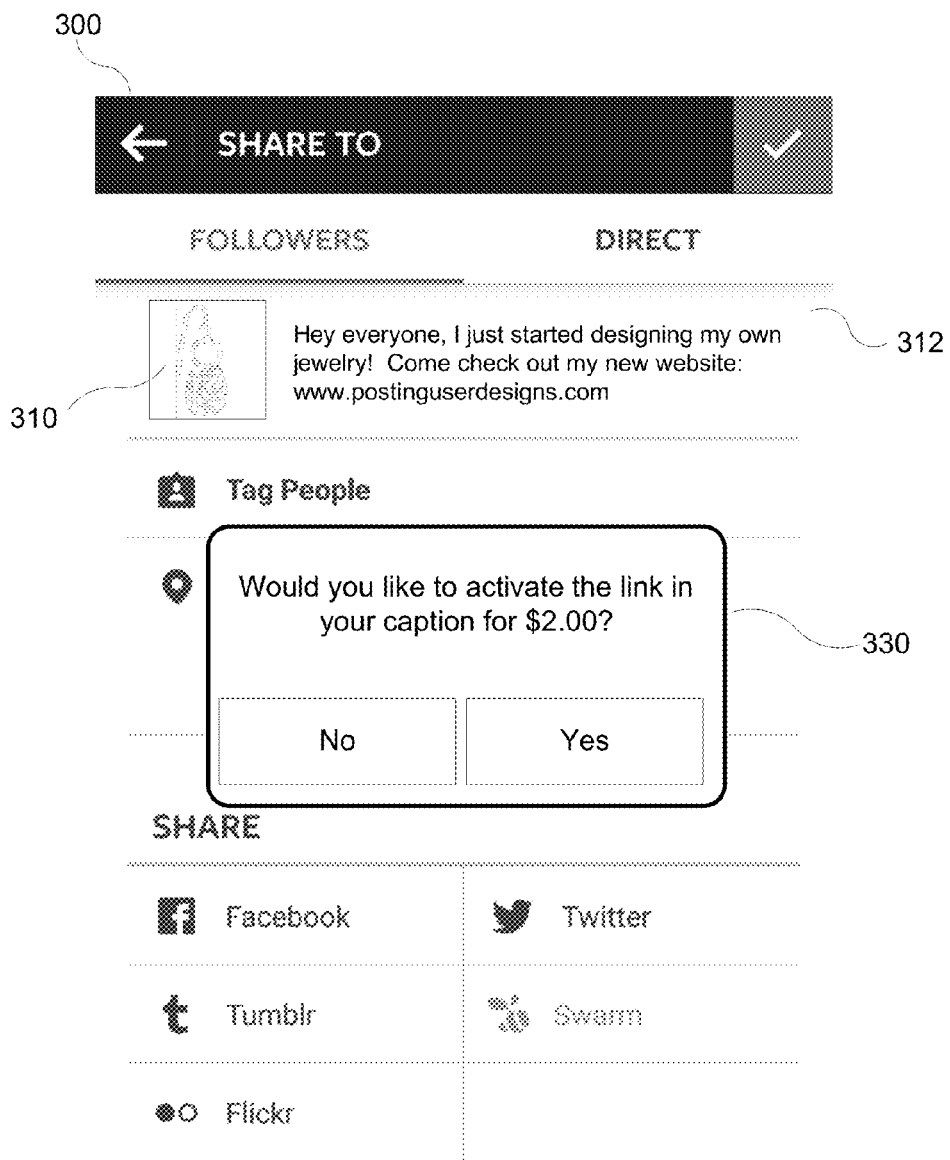 300
SHARE TO
FOLLOWERS
DIRECT
Hey everyone, I just started designing my own
jewelry! Come check out my new website:
www.postinguserdesigns.com
312
310
Tag People
Would you like to activate the link in
your caption for $2.00?
330
No
Yes
SHARE
Facebook
Twitter
Tumblr
Swarm
Flickr